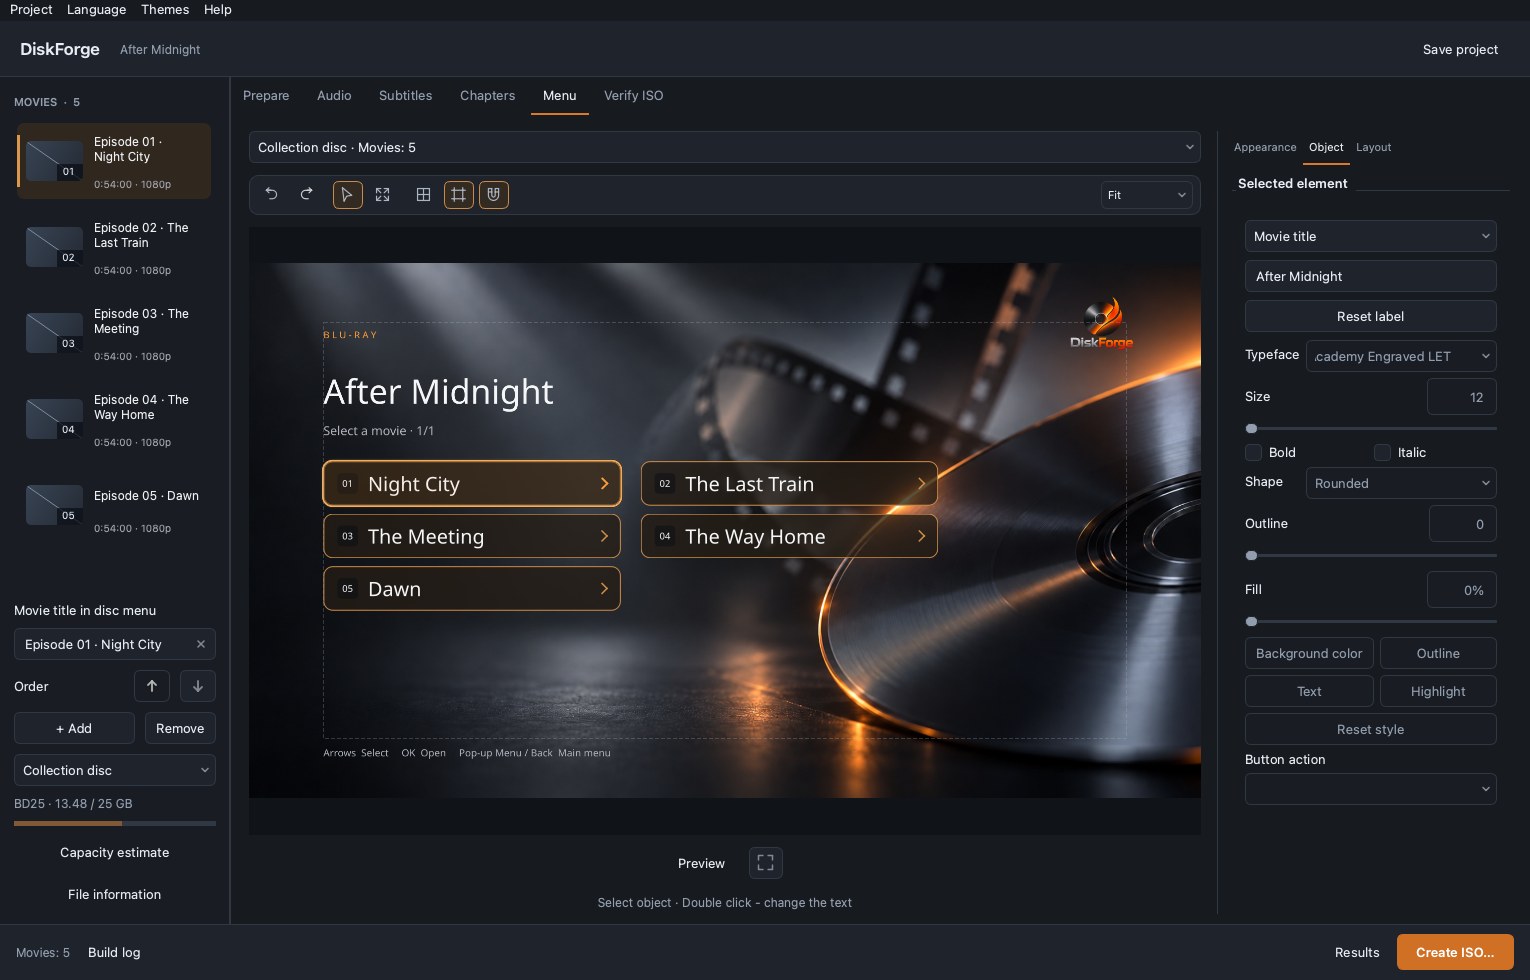 Project Language Themes Help
DiskForge After Midnight Save project
MOVIES · 5
Episode 01 ·
Night City
01
0:54:00 · 1080p
Episode 02 · The
Last Train
02
0:54:00 · 1080p
Episode 03 · The
Meeting
03
0:54:00 · 1080p
Episode 04 · The
Way Home
04
0:54:00 · 1080p
Episode 05 · Dawn
05
0:54:00 · 1080p
Movie title in disc menu
Episode 01 · Night City
Order
+ Add Remove
Collection disc
BD25 · 13.48 / 25 GB
Capacity estimate
File information
Prepare Audio Subtitles Chapters Menu Verify ISO
Collection disc · Movies: 5
Fit
BLU-RAY
DiskForge
After Midnight
Select a movie · 1/1
01 Night City
02 The Last Train
03 The Meeting
04 The Way Home
05 Dawn
Arrows Select OK Open Pop-up Menu / Back Main menu
Preview
Select object · Double click - change the text
Appearance Object Layout
Selected element
Movie title
After Midnight
Reset label
Typeface cademy Engraved LET
Size 12
Bold Italic
Shape Rounded
Outline 0
Fill 0%
Background color Outline
Text Highlight
Reset style
Button action
Movies: 5 Build log Results Create ISO...